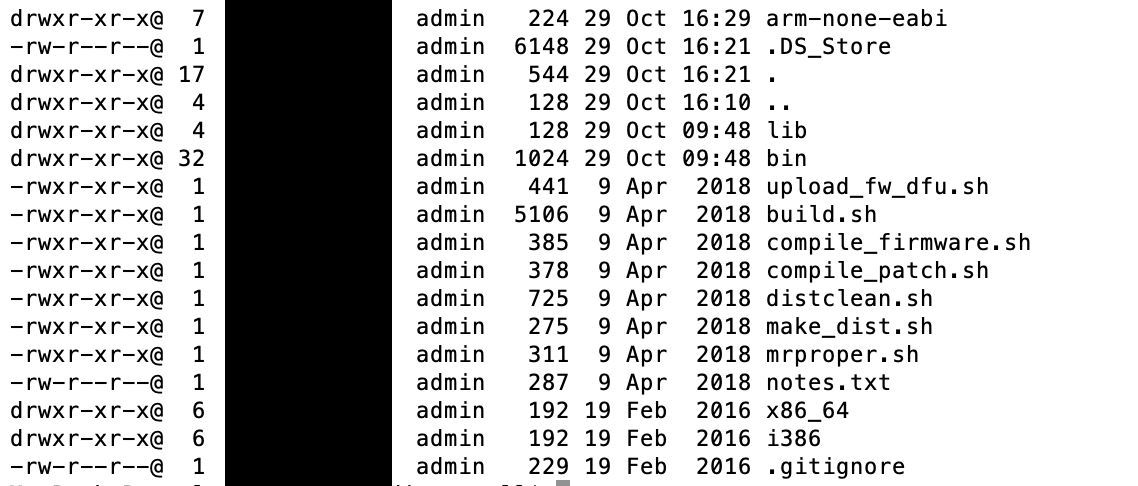 drwxr-xr-x@  7 admin   224 29 Oct 16:29 arm-none-eabi
-rw-r--r--@  1 admin  6148 29 Oct 16:21 .DS_Store
drwxr-xr-x@ 17 admin   544 29 Oct 16:21 .
drwxr-xr-x@  4 admin   128 29 Oct 16:10 ..
drwxr-xr-x@  4 admin   128 29 Oct 09:48 lib
drwxr-xr-x@ 32 admin  1024 29 Oct 09:48 bin
-rwxr-xr-x@  1 admin   441  9 Apr  2018 upload_fw_dfu.sh
-rwxr-xr-x@  1 admin  5106  9 Apr  2018 build.sh
-rwxr-xr-x@  1 admin   385  9 Apr  2018 compile_firmware.sh
-rwxr-xr-x@  1 admin   378  9 Apr  2018 compile_patch.sh
-rwxr-xr-x@  1 admin   725  9 Apr  2018 distclean.sh
-rwxr-xr-x@  1 admin   275  9 Apr  2018 make_dist.sh
-rwxr-xr-x@  1 admin   311  9 Apr  2018 mrproper.sh
-rw-r--r--@  1 admin   287  9 Apr  2018 notes.txt
drwxr-xr-x@  6 admin   192 19 Feb  2016 x86_64
drwxr-xr-x@  6 admin   192 19 Feb  2016 i386
-rw-r--r--@  1 admin   229 19 Feb  2016 .gitignore